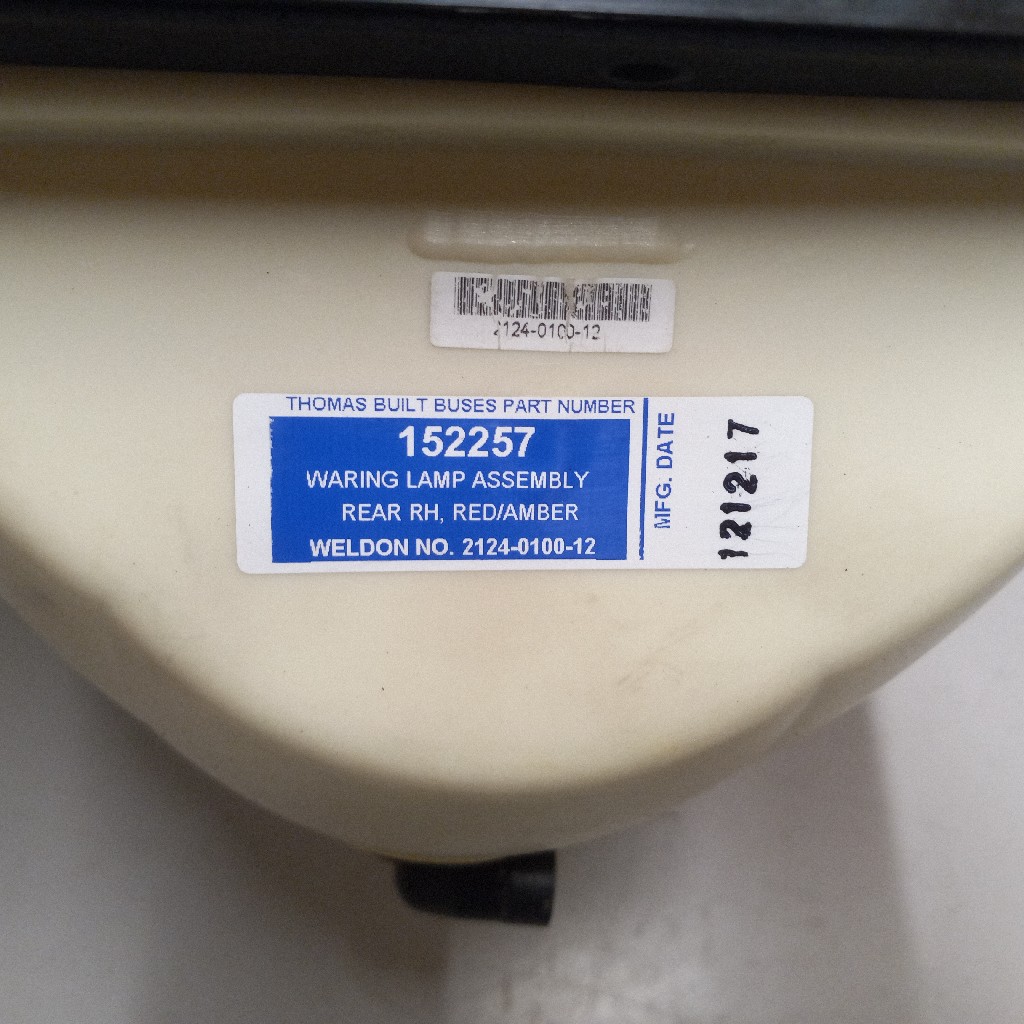 2124-0100-12
THOMAS BUILT BUSES PART NUMBER
152257
WARING LAMP ASSEMBLY
REAR RH, RED/AMBER
WELDON NO. 2124-0100-12
MFG. DATE
121217